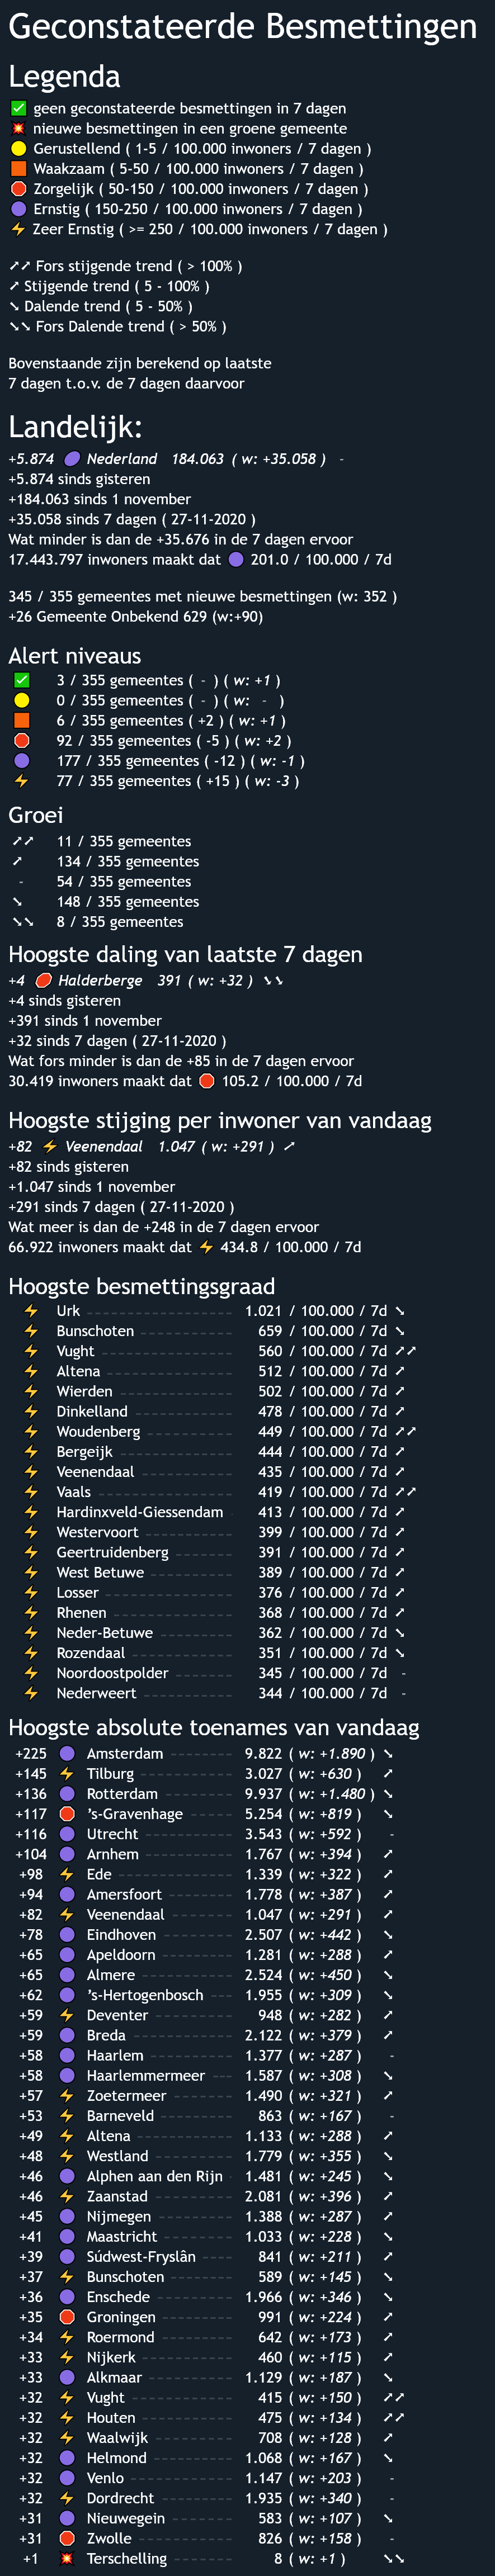 Geconstateerde Besmettingen
Legenda
geen geconstateerde besmettingen in 7 dagen
nieuwe besmettingen in een groene gemeente
Gerustellend ( 1-5 / 100.000 inwoners / 7 dagen )
Waakzaam ( 5-50 / 100.000 inwoners / 7 dagen )
Zorgelijk ( 50-150 / 100.000 inwoners / 7 dagen )
Ernstig ( 150-250 / 100.000 inwoners / 7 dagen )
Zeer Ernstig ( >= 250 / 100.000 inwoners / 7 dagen )
↗↗ Fors stijgende trend ( > 100% )
↗ Stijgende trend ( 5 - 100% )
↘ Dalende trend ( 5 - 50% )
↘↘ Fors Dalende trend ( > 50% )
Bovenstaande zijn berekend op laatste
7 dagen t.o.v. de 7 dagen daarvoor
Landelijk:
+5.874 Nederland 184.063 ( w: +35.058 ) -
+5.874 sinds gisteren
+184.063 sinds 1 november
+35.058 sinds 7 dagen ( 27-11-2020 )
Wat minder is dan de +35.676 in de 7 dagen ervoor
17.443.797 inwoners maakt dat 201.0 / 100.000 / 7d
345 / 355 gemeentes met nieuwe besmettingen (w: 352 )
+26 Gemeente Onbekend 629 (w:+90)
Alert niveaus
3 / 355 gemeentes ( - ) ( w: +1 )
0 / 355 gemeentes ( - ) ( w: - )
6 / 355 gemeentes ( +2 ) ( w: +1 )
92 / 355 gemeentes ( -5 ) ( w: +2 )
177 / 355 gemeentes ( -12 ) ( w: -1 )
77 / 355 gemeentes ( +15 ) ( w: -3 )
Groei
↗↗ 11 / 355 gemeentes
↗ 134 / 355 gemeentes
- 54 / 355 gemeentes
↘ 148 / 355 gemeentes
↘↘ 8 / 355 gemeentes
Hoogste daling van laatste 7 dagen
+4 Halderberge 391 ( w: +32 ) ↘↘
+4 sinds gisteren
+391 sinds 1 november
+32 sinds 7 dagen ( 27-11-2020 )
Wat fors minder is dan de +85 in de 7 dagen ervoor
30.419 inwoners maakt dat 105.2 / 100.000 / 7d
Hoogste stijging per inwoner van vandaag
+82 Veenendaal 1.047 ( w: +291 ) ↗
+82 sinds gisteren
+1.047 sinds 1 november
+291 sinds 7 dagen ( 27-11-2020 )
Wat meer is dan de +248 in de 7 dagen ervoor
66.922 inwoners maakt dat 434.8 / 100.000 / 7d
Hoogste besmettingsgraad
Urk 1.021 / 100.000 / 7d ↘
Bunschoten 659 / 100.000 / 7d ↘
Vught 560 / 100.000 / 7d ↗↗
Altena 512 / 100.000 / 7d ↗
Wierden 502 / 100.000 / 7d ↗
Dinkelland 478 / 100.000 / 7d ↗
Woudenberg 449 / 100.000 / 7d ↗↗
Bergeijk 444 / 100.000 / 7d ↗
Veenendaal 435 / 100.000 / 7d ↗
Vaals 419 / 100.000 / 7d ↗↗
Hardinxveld-Giessendam 413 / 100.000 / 7d ↗
Westervoort 399 / 100.000 / 7d ↗
Geertruidenberg 391 / 100.000 / 7d ↗
West Betuwe 389 / 100.000 / 7d ↗
Losser 376 / 100.000 / 7d ↗
Rhenen 368 / 100.000 / 7d ↗
Neder-Betuwe 362 / 100.000 / 7d ↘
Rozendaal 351 / 100.000 / 7d ↘
Noordoostpolder 345 / 100.000 / 7d -
Nederweert 344 / 100.000 / 7d -
Hoogste absolute toenames van vandaag
+225 Amsterdam 9.822 ( w: +1.890 ) ↘
+145 Tilburg 3.027 ( w: +630 ) ↗
+136 Rotterdam 9.937 ( w: +1.480 ) ↘
+117 's-Gravenhage 5.254 ( w: +819 ) ↘
+116 Utrecht 3.543 ( w: +592 ) -
+104 Arnhem 1.767 ( w: +394 ) ↗
+98 Ede 1.339 ( w: +322 ) ↗
+94 Amersfoort 1.778 ( w: +387 ) ↗
+82 Veenendaal 1.047 ( w: +291 ) ↗
+78 Eindhoven 2.507 ( w: +442 ) ↘
+65 Apeldoorn 1.281 ( w: +288 ) ↗
+65 Almere 2.524 ( w: +450 ) ↘
+62 's-Hertogenbosch 1.955 ( w: +309 ) ↘
+59 Deventer 948 ( w: +282 ) ↗
+59 Breda 2.122 ( w: +379 ) ↗
+58 Haarlem 1.377 ( w: +287 ) -
+58 Haarlemmermeer 1.587 ( w: +308 ) ↘
+57 Zoetermeer 1.490 ( w: +321 ) ↗
+53 Barneveld 863 ( w: +167 ) -
+49 Altena 1.133 ( w: +288 ) ↗
+48 Westland 1.779 ( w: +355 ) ↘
+46 Alphen aan den Rijn 1.481 ( w: +245 ) ↘
+46 Zaanstad 2.081 ( w: +396 ) ↗
+45 Nijmegen 1.388 ( w: +287 ) ↗
+41 Maastricht 1.033 ( w: +228 ) ↘
+39 Súdwest-Fryslân 841 ( w: +211 ) ↗
+37 Bunschoten 589 ( w: +145 ) ↘
+36 Enschede 1.966 ( w: +346 ) ↘
+35 Groningen 991 ( w: +224 ) ↗
+34 Roermond 642 ( w: +173 ) ↗
+33 Nijkerk 460 ( w: +115 ) ↗
+33 Alkmaar 1.129 ( w: +187 ) ↘
+32 Vught 415 ( w: +150 ) ↗↗
+32 Houten 475 ( w: +134 ) ↗↗
+32 Waalwijk 708 ( w: +128 ) ↗
+32 Helmond 1.068 ( w: +167 ) ↘
+32 Venlo 1.147 ( w: +203 ) -
+32 Dordrecht 1.935 ( w: +340 ) -
+31 Nieuwegein 583 ( w: +107 ) ↘
+31 Zwolle 826 ( w: +158 ) -
+1 Terschelling 8 ( w: +1 ) ↘↘